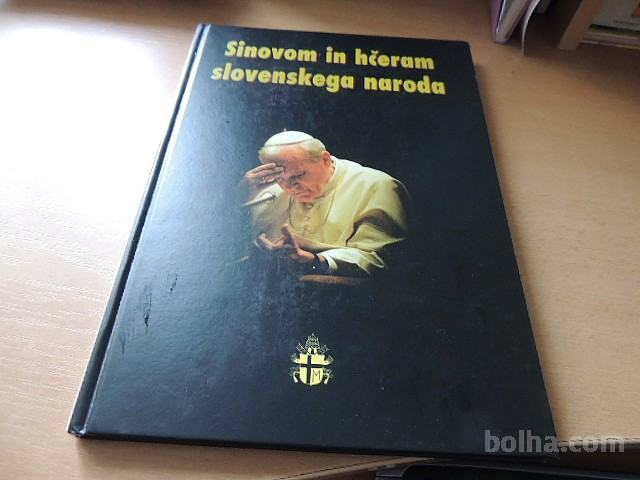 Sinovom in hčeram
slovenskega naroda
M
bolha.com